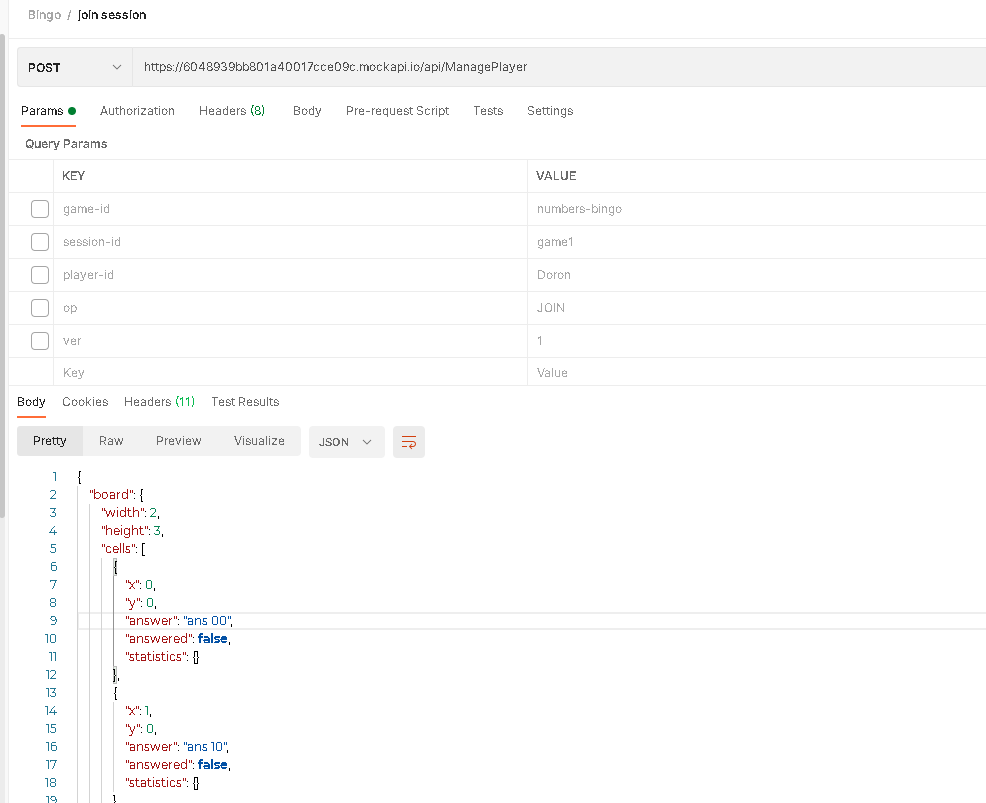 Bingo / join session
POST https://6048939bb801a40017cce09c.mockapi.io/api/ManagePlayer
Params Authorization Headers (8) Body Pre-request Script Tests Settings
Query Params
KEY VALUE
game-id numbers-bingo
session-id game1
player-id Doron
op JOIN
ver 1
Key Value
Body Cookies Headers (11) Test Results
Pretty Raw Preview Visualize JSON
1 {
2 "board": {
3 "width": 2,
4 "height": 3,
5 "cells": [
6 {
7 "x": 0,
8 "y": 0,
9 "answer": "ans 00",
10 "answered": false,
11 "statistics": {}
12 },
13 {
14 "x": 1,
15 "y": 0,
16 "answer": "ans 10",
17 "answered": false,
18 "statistics": {}
19 }